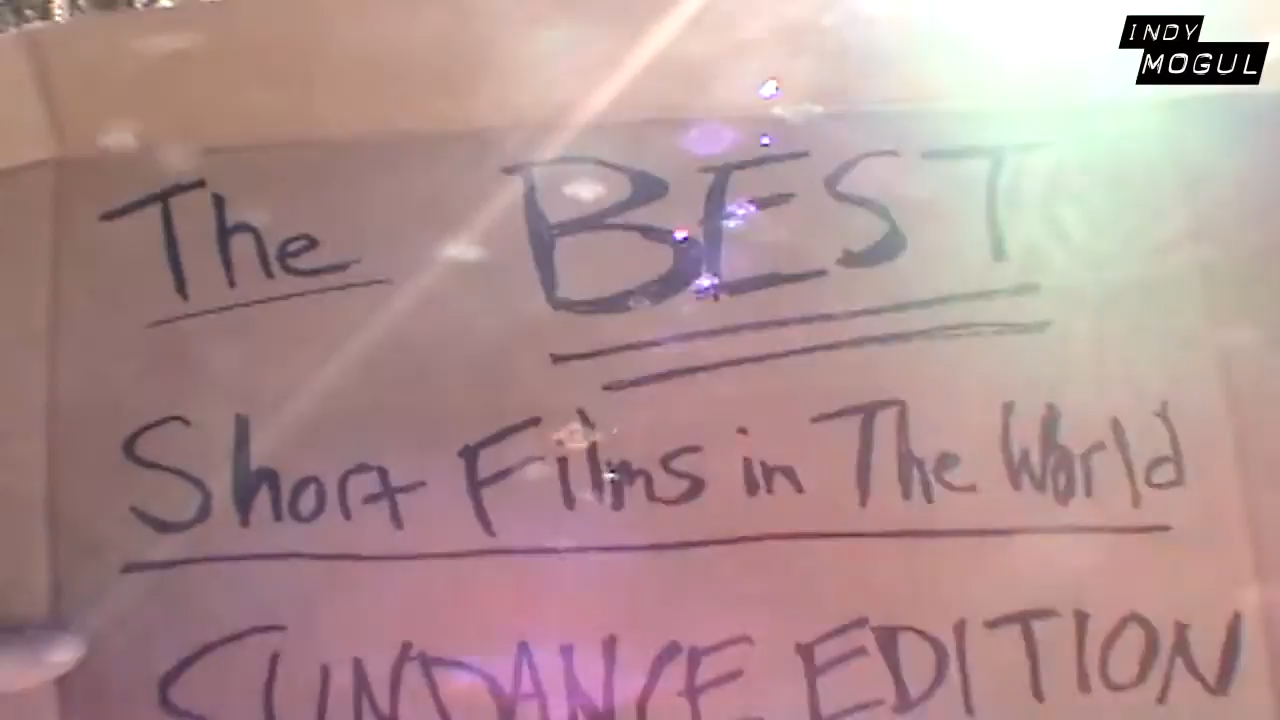 INDY
MOGUL
The BEST
Short Films in The World
SUNDANCE EDITION